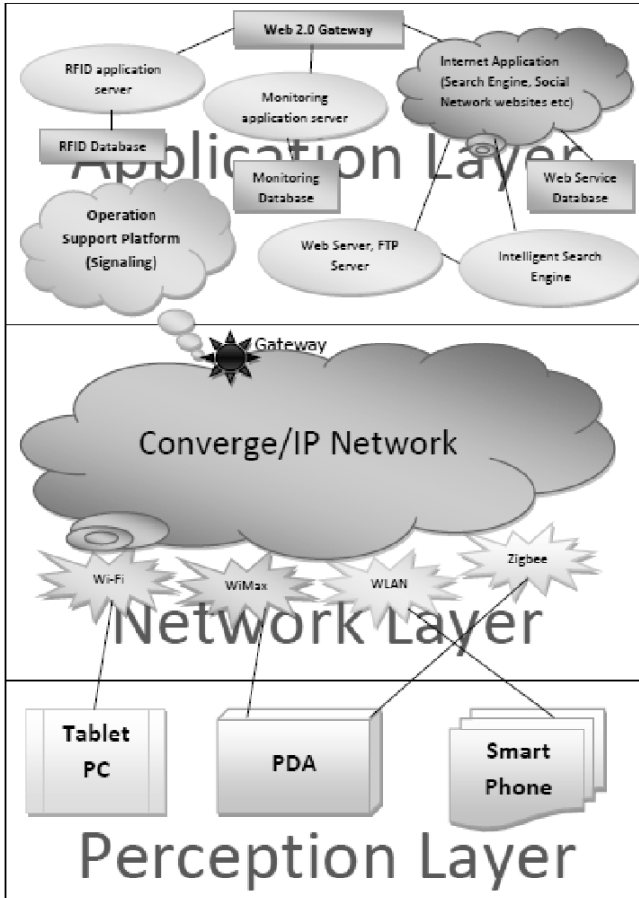 Web 2.0 Gateway
RFID application
server
Monitoring
application server
Internet Application
(Search Engine, Social
Network websites etc)
RFID Database
Application Layer
Monitoring
Database
Web Service
Database
Operation
Support Platform
(Signaling)
Web Server, FTP
Server
Intelligent Search
Engine
Gateway
Converge/IP Network
Wi-Fi
WiMax
WLAN
Zigbee
Network Layer
Tablet
PC
PDA
Smart
Phone
Perception Layer